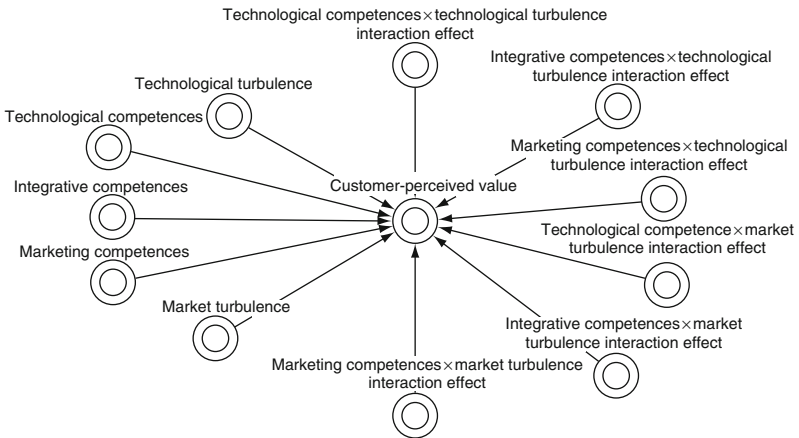 Technological competences×technological turbulence
interaction effect
Integrative competences×technological
turbulence interaction effect
Technological turbulence
Technological competences
Marketing competences×technological
turbulence interaction effect
Integrative competences
Customer-perceived value
Technological competence×market
turbulence interaction effect
Marketing competences
Market turbulence
Integrative competences×market
turbulence interaction effect
Marketing competences×market turbulence
interaction effect